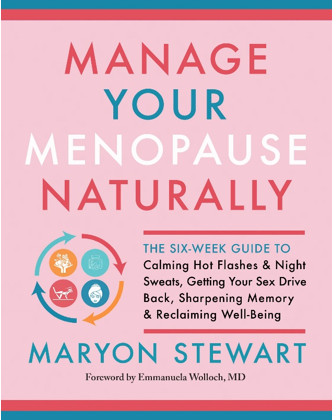 MANAGE
YOUR
MENOPAUSE
NATURALLY
THE SIX-WEEK GUIDE TO
Calming Hot Flashes & Night
Sweats, Getting Your Sex Drive
Back, Sharpening Memory
& Reclaiming Well-Being
MARYON STEWART
Foreword by Emmanuela Wolloch, MD